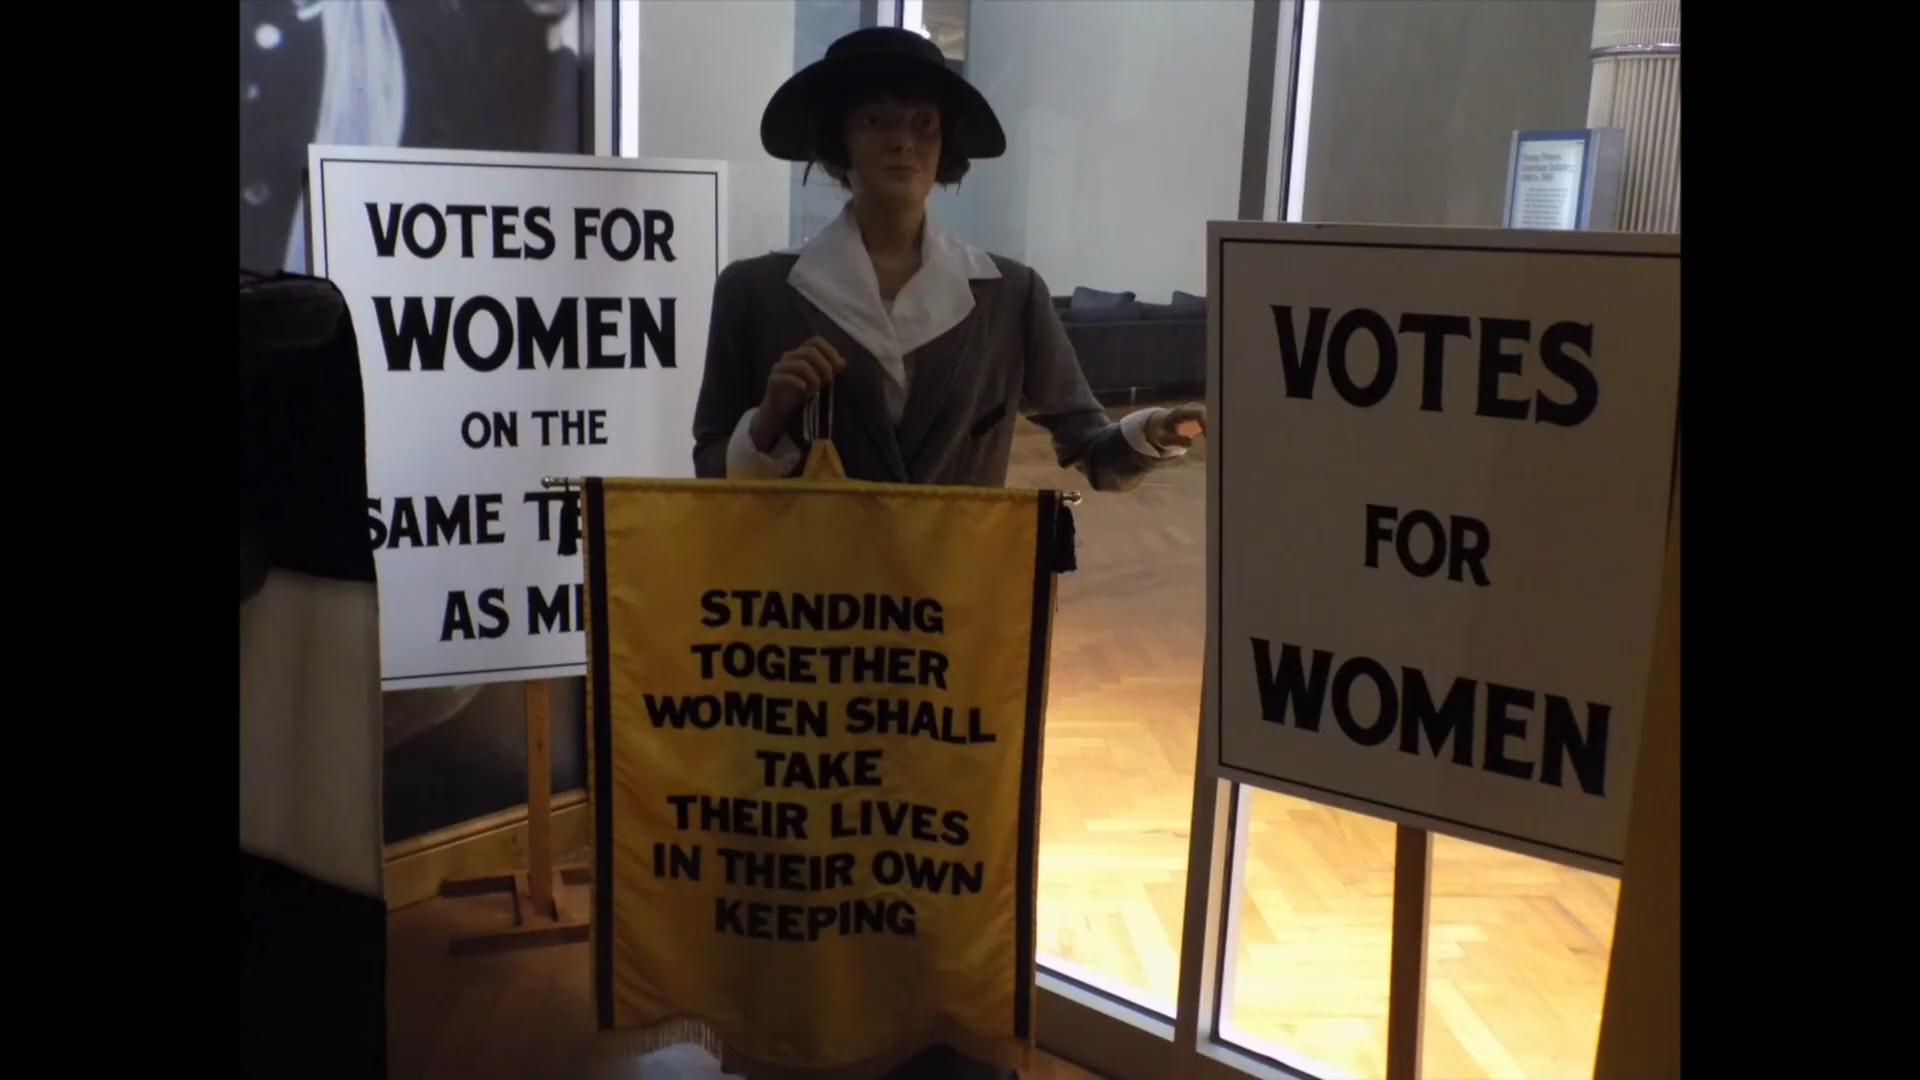 VOTES FOR
WOMEN
ON THE
SAME
AS
STANDING
TOGETHER
WOMEN SHALL
TAKE
THEIR LIVES
IN THEIR OWN
KEEPING
VOTES
FOR
WOMEN